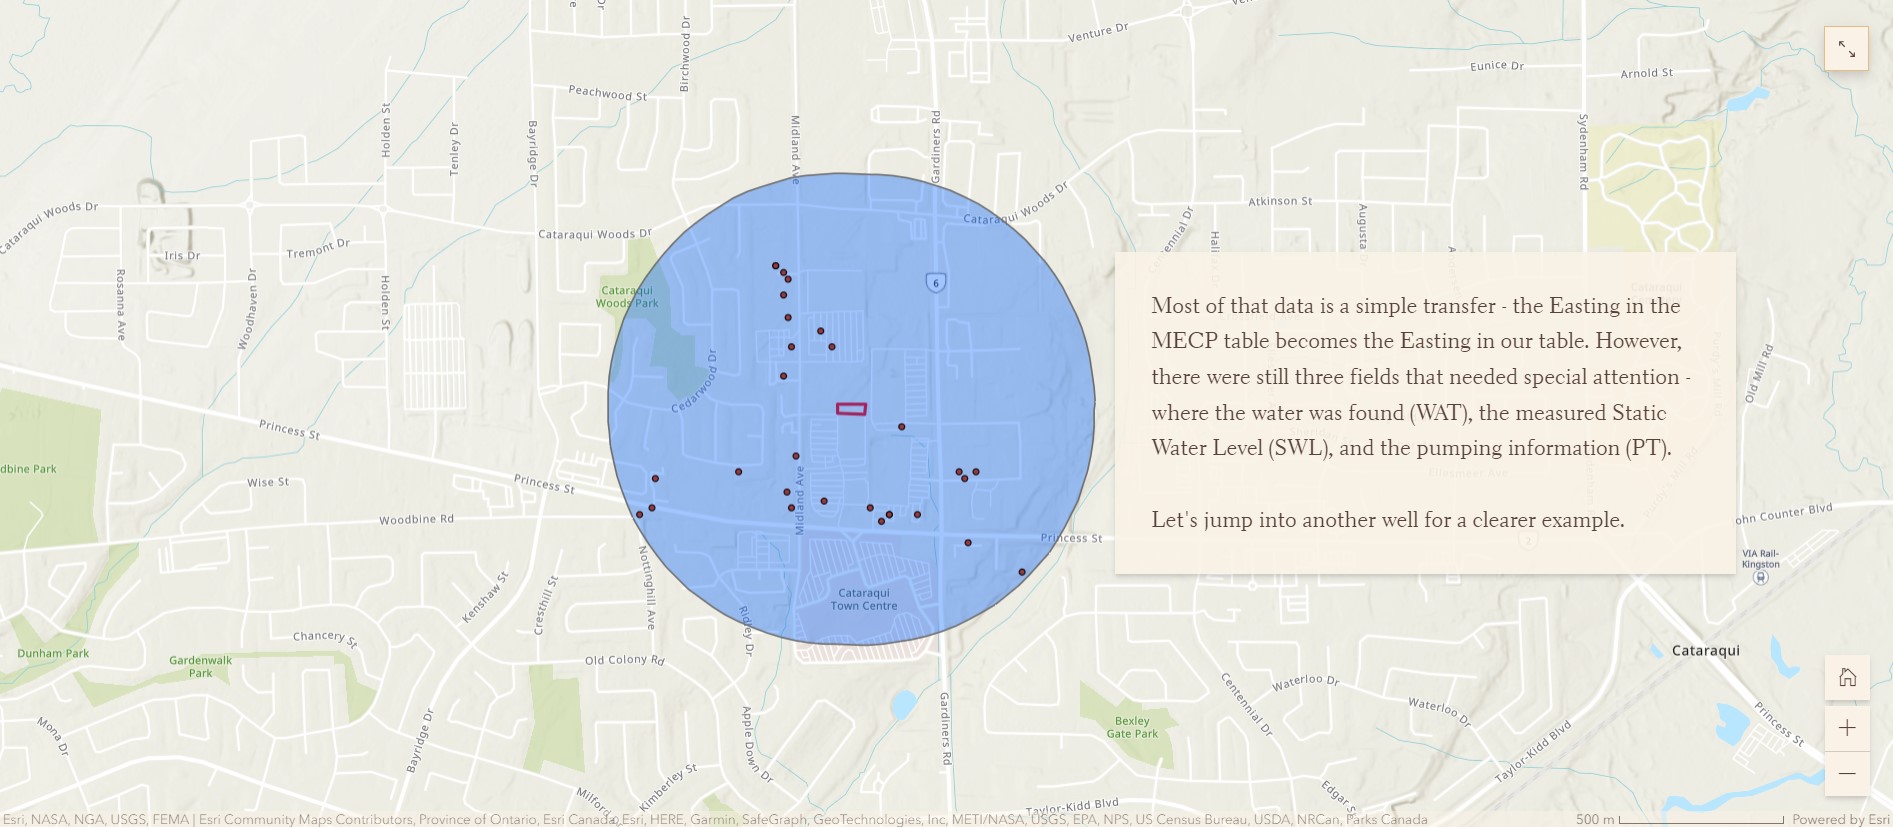 Venture Dr
Eunice Dr
Arnold St
Birchwood Dr
Peachwood St
Holden St
Tenley Dr
Bayridge Dr
Midland Ave
Gardiners Rd
Sydenham Rd
Cataraqui Woods Dr
Cataraqui Woods Dr
Cataraqui Woods Dr
Atkinson St
Augusta Dr
Iris Dr
Tremont Dr
Rosanna Ave
Woodhaven Dr
Holden St
Cataraqui
Woods Park
6
Cedarwood Dr
Most of that data is a simple transfer - the Easting in the
MECP table becomes the Easting in our table. However,
there were still three fields that needed special attention -
where the water was found (WAT), the measured Static
Water Level (SWL), and the pumping information (PT).
Let's jump into another well for a clearer example.
Old Mill Rd
Princess St
dbine Park
Wise St
Princess St
Woodbine Rd
Midland Ave
Princess St
ohn Counter Blvd
2
VIA Rail-
Kingston
Nottinghill Ave
Kenshaw St
Cresthill St
Ridley Dr
Cataraqui
Town Centre
Chancery St
Dunham Park
Gardenwalk
Park
Old Colony Rd
Cataraqui
Centennial Dr
Waterloo Dr
Waterloo Dr
Mona Dr
Bayridge Dr
Apple Down Dr
Gardiners Rd
Bexley
Gate Park
Princess St
Taylor-Kidd Blvd
Kimberley St
Milford
Edgar S
Taylor-Kidd Blvd
Esri, NASA, NGA, USGS, FEMA | Esri Community Maps Contributors, Province of Ontario, Esri Canada, Esri, HERE, Garmin, SafeGraph, GeoTechnologies, Inc, METI/NASA, USGS, EPA, NPS, US Census Bureau, USDA, NRCan, Parks Canada
500 m
Powered by Esri